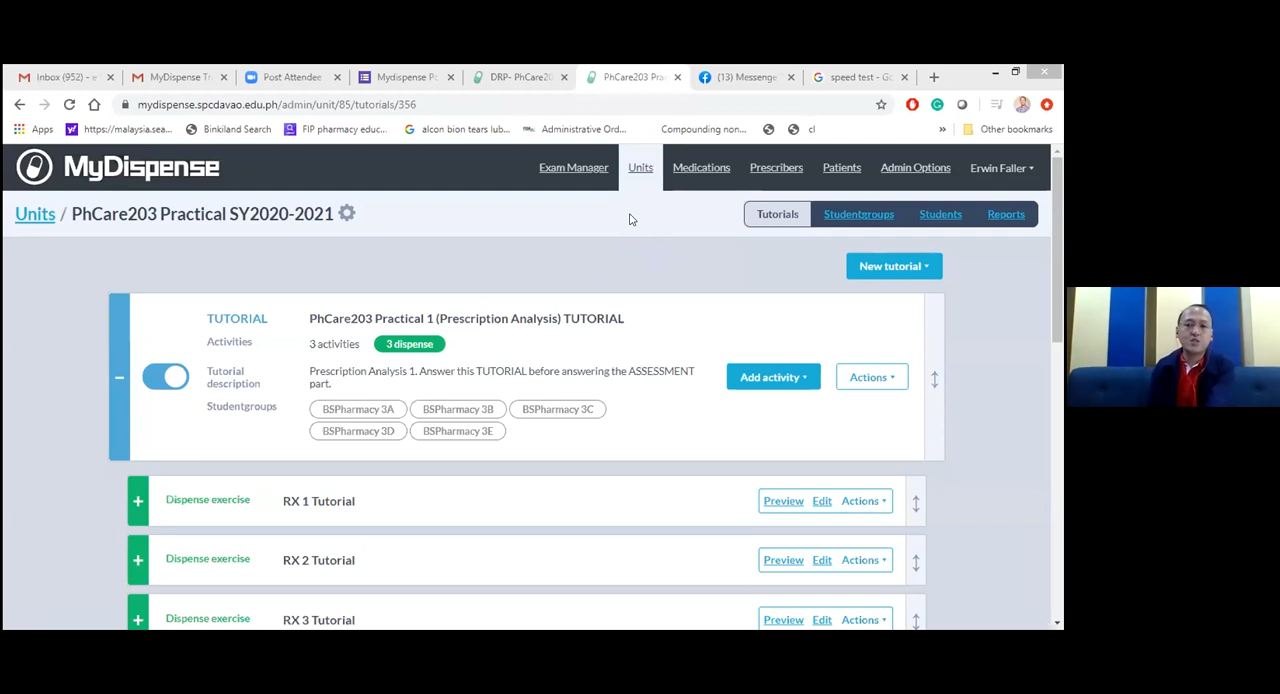 Inbox (952) - e
MyDispense Tr
Post Attendee
Mydispense Po
DRP- PhCare20
PhCare203 Prac
(13) Messenge
speed test - Go
mydispense.spcdavao.edu.ph/admin/unit/85/tutorials/356
Apps
https://malaysia.sea...
Binkiland Search
FIP pharmacy educ...
alcon bion tears lub...
Administrative Ord...
Compounding non...
cl
»
Other bookmarks
MyDispense
Exam Manager
Units
Medications
Prescribers
Patients
Admin Options
Erwin Faller
Units / PhCare203 Practical SY2020-2021
Tutorials
Studentgroups
Students
Reports
New tutorial
TUTORIAL
PhCare203 Practical 1 (Prescription Analysis) TUTORIAL
Activities
3 activities
3 dispense
Tutorial
description
Prescription Analysis 1. Answer this TUTORIAL before answering the ASSESSMENT
part.
Add activity
Actions
Studentgroups
BSPharmacy 3A
BSPharmacy 3B
BSPharmacy 3C
BSPharmacy 3D
BSPharmacy 3E
Dispense exercise
RX 1 Tutorial
Preview
Edit
Actions
Dispense exercise
RX 2 Tutorial
Preview
Edit
Actions
Dispense exercise
RX 3 Tutorial
Preview
Edit
Actions